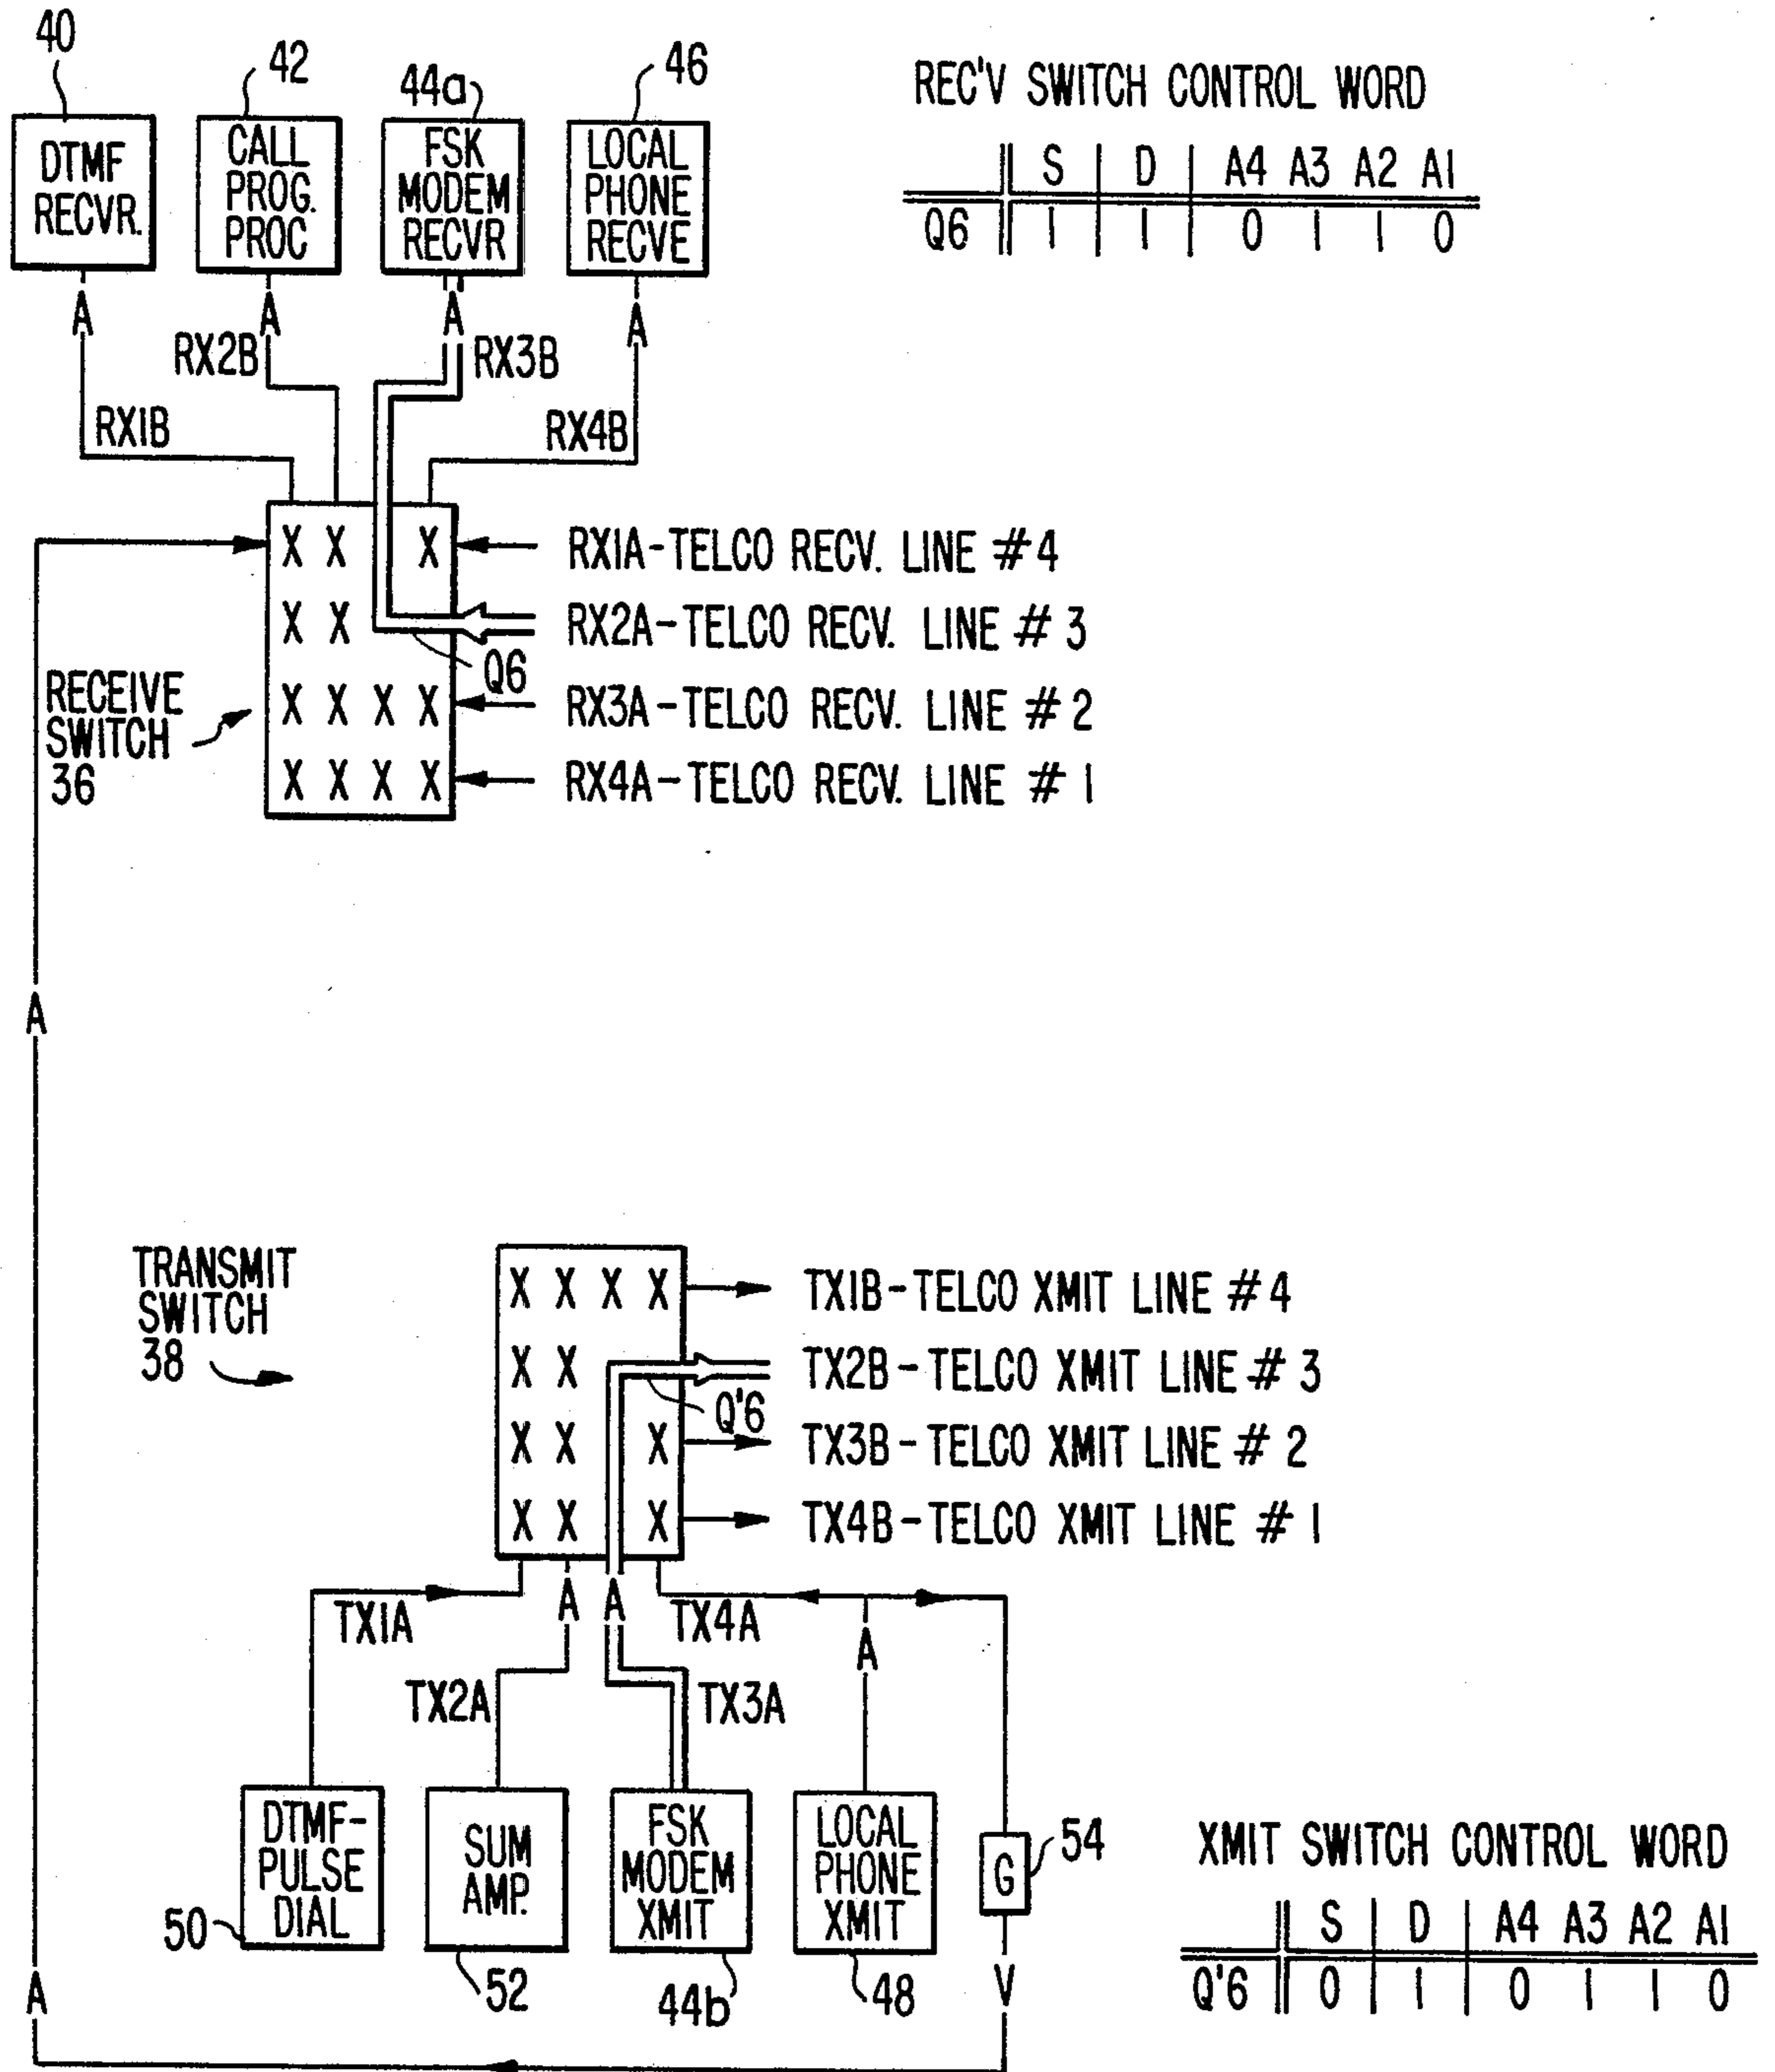 40
42
44a
46
REC'V SWITCH CONTROL WORD
DTMF
RECVR.
CALL
PROG.
PROC
FSK
MODEM
RECVR
LOCAL
PHONE
RECVE
S D A4 A3 A2 A1
Q6 1 1 0 1 1 0
A A A A
RX2B RX3B
RX1B RX4B
X X X
RX1A-TELCO RECV. LINE #4
X X
RX2A-TELCO RECV. LINE # 3
Q6
RECEIVE
SWITCH
36
X X X X
RX3A-TELCO RECV. LINE # 2
X X X X
RX4A-TELCO RECV. LINE # 1
A
TRANSMIT
SWITCH
38
X X X X
TX1B-TELCO XMIT LINE #4
X X
TX2B-TELCO XMIT LINE # 3
Q'6
X X X
TX3B-TELCO XMIT LINE # 2
X X X
TX4B-TELCO XMIT LINE # 1
TX1A
A A
TX4A
A
TX2A TX3A
DTMF-
PULSE
DIAL
50
SUM
AMP.
52
FSK
MODEM
XMIT
44b
LOCAL
PHONE
XMIT
48
G
54
V
A
XMIT SWITCH CONTROL WORD
S D A4 A3 A2 A1
Q'6 0 1 0 1 1 0